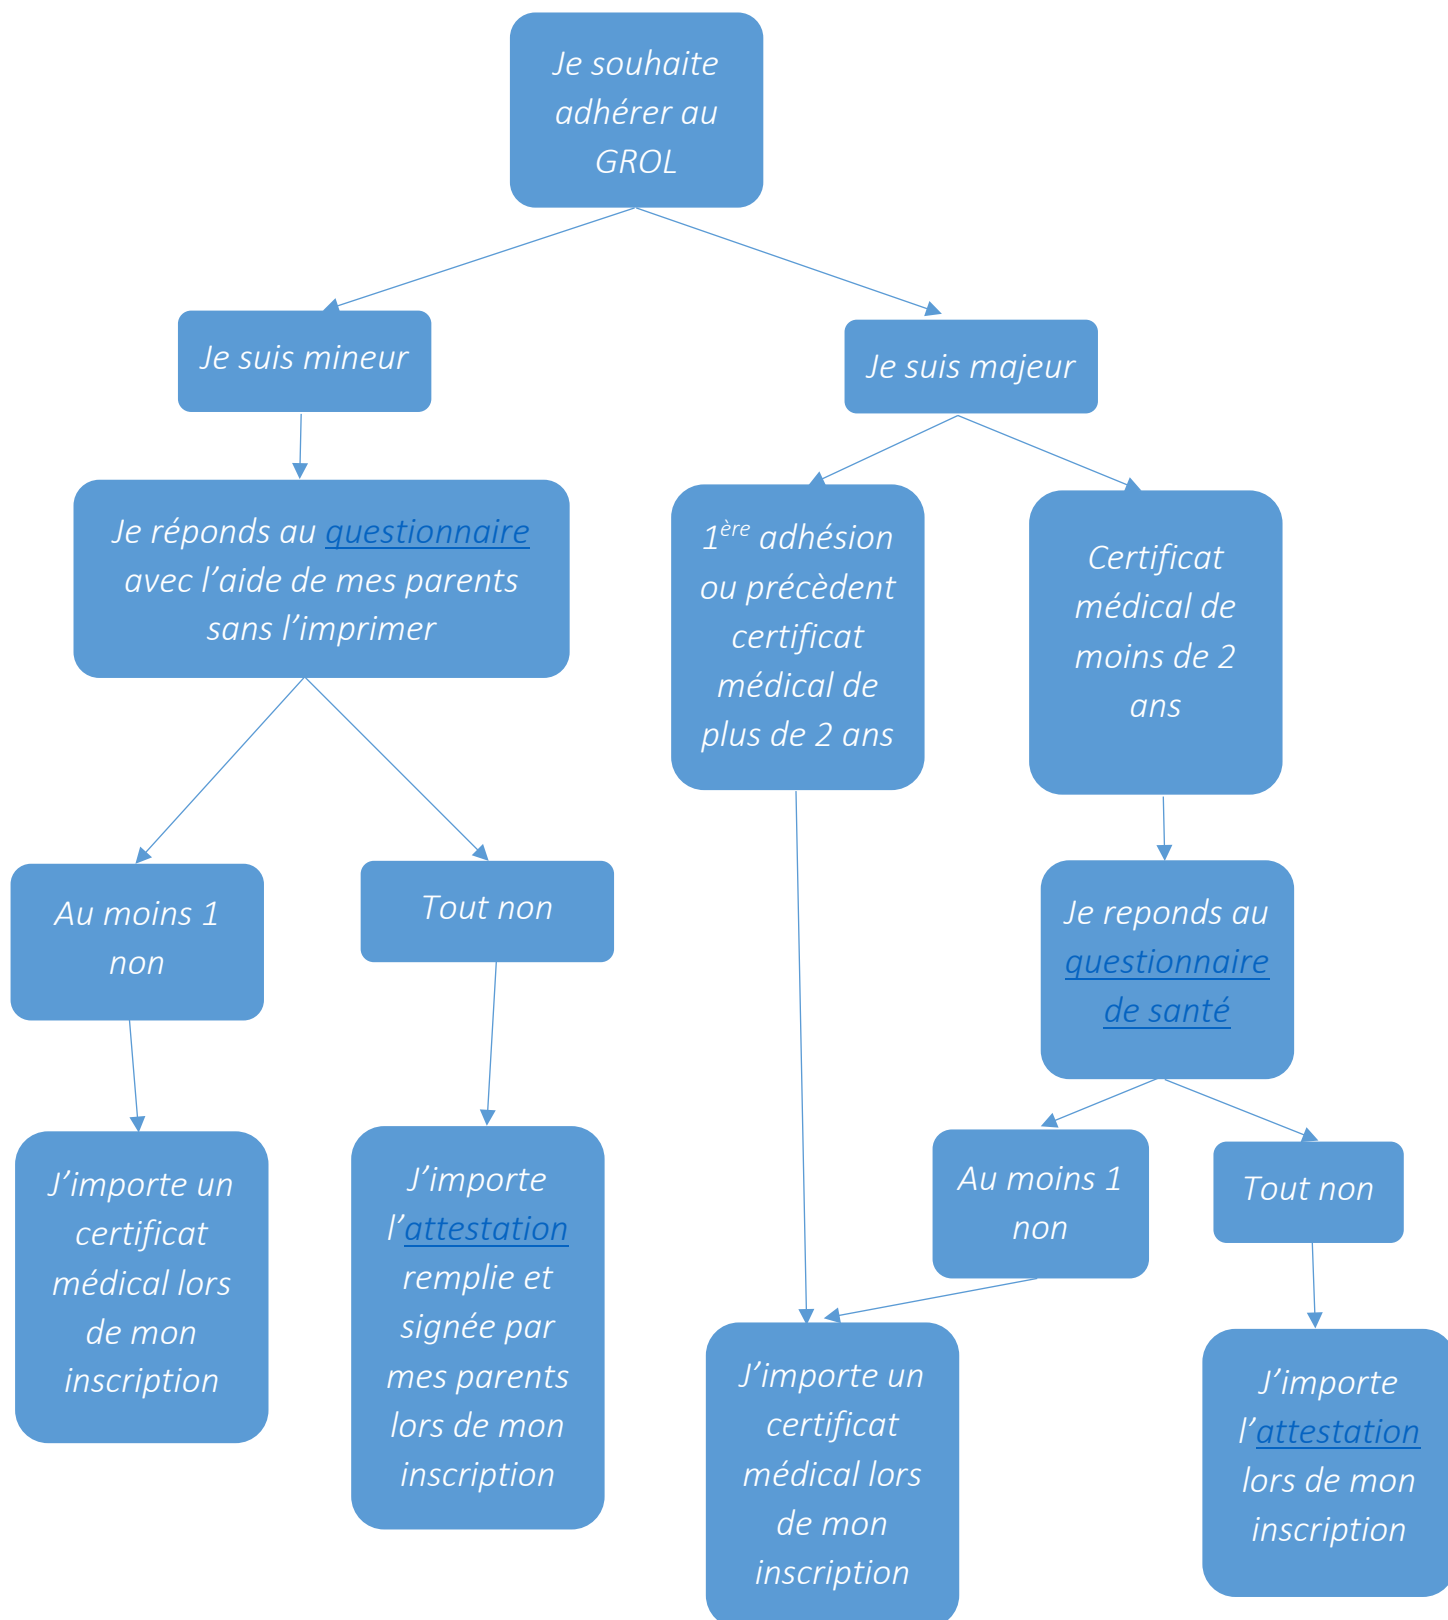 Je souhaite
adhérer au
GROL
Je suis mineur
Je suis majeur
Je réponds au questionnaire
avec l’aide de mes parents
sans l’imprimer
1ère adhésion
ou précèdent
certificat
médical de
plus de 2 ans
Certificat
médical de
moins de 2
ans
Au moins 1
non
Tout non
Je reponds au
questionnaire
de santé
J’importe un
certificat
médical lors
de mon
inscription
J’importe
l’attestation
remplie et
signée par
mes parents
lors de mon
inscription
Au moins 1
non
Tout non
J’importe un
certificat
médical lors
de mon
inscription
J’importe
l’attestation
lors de mon
inscription